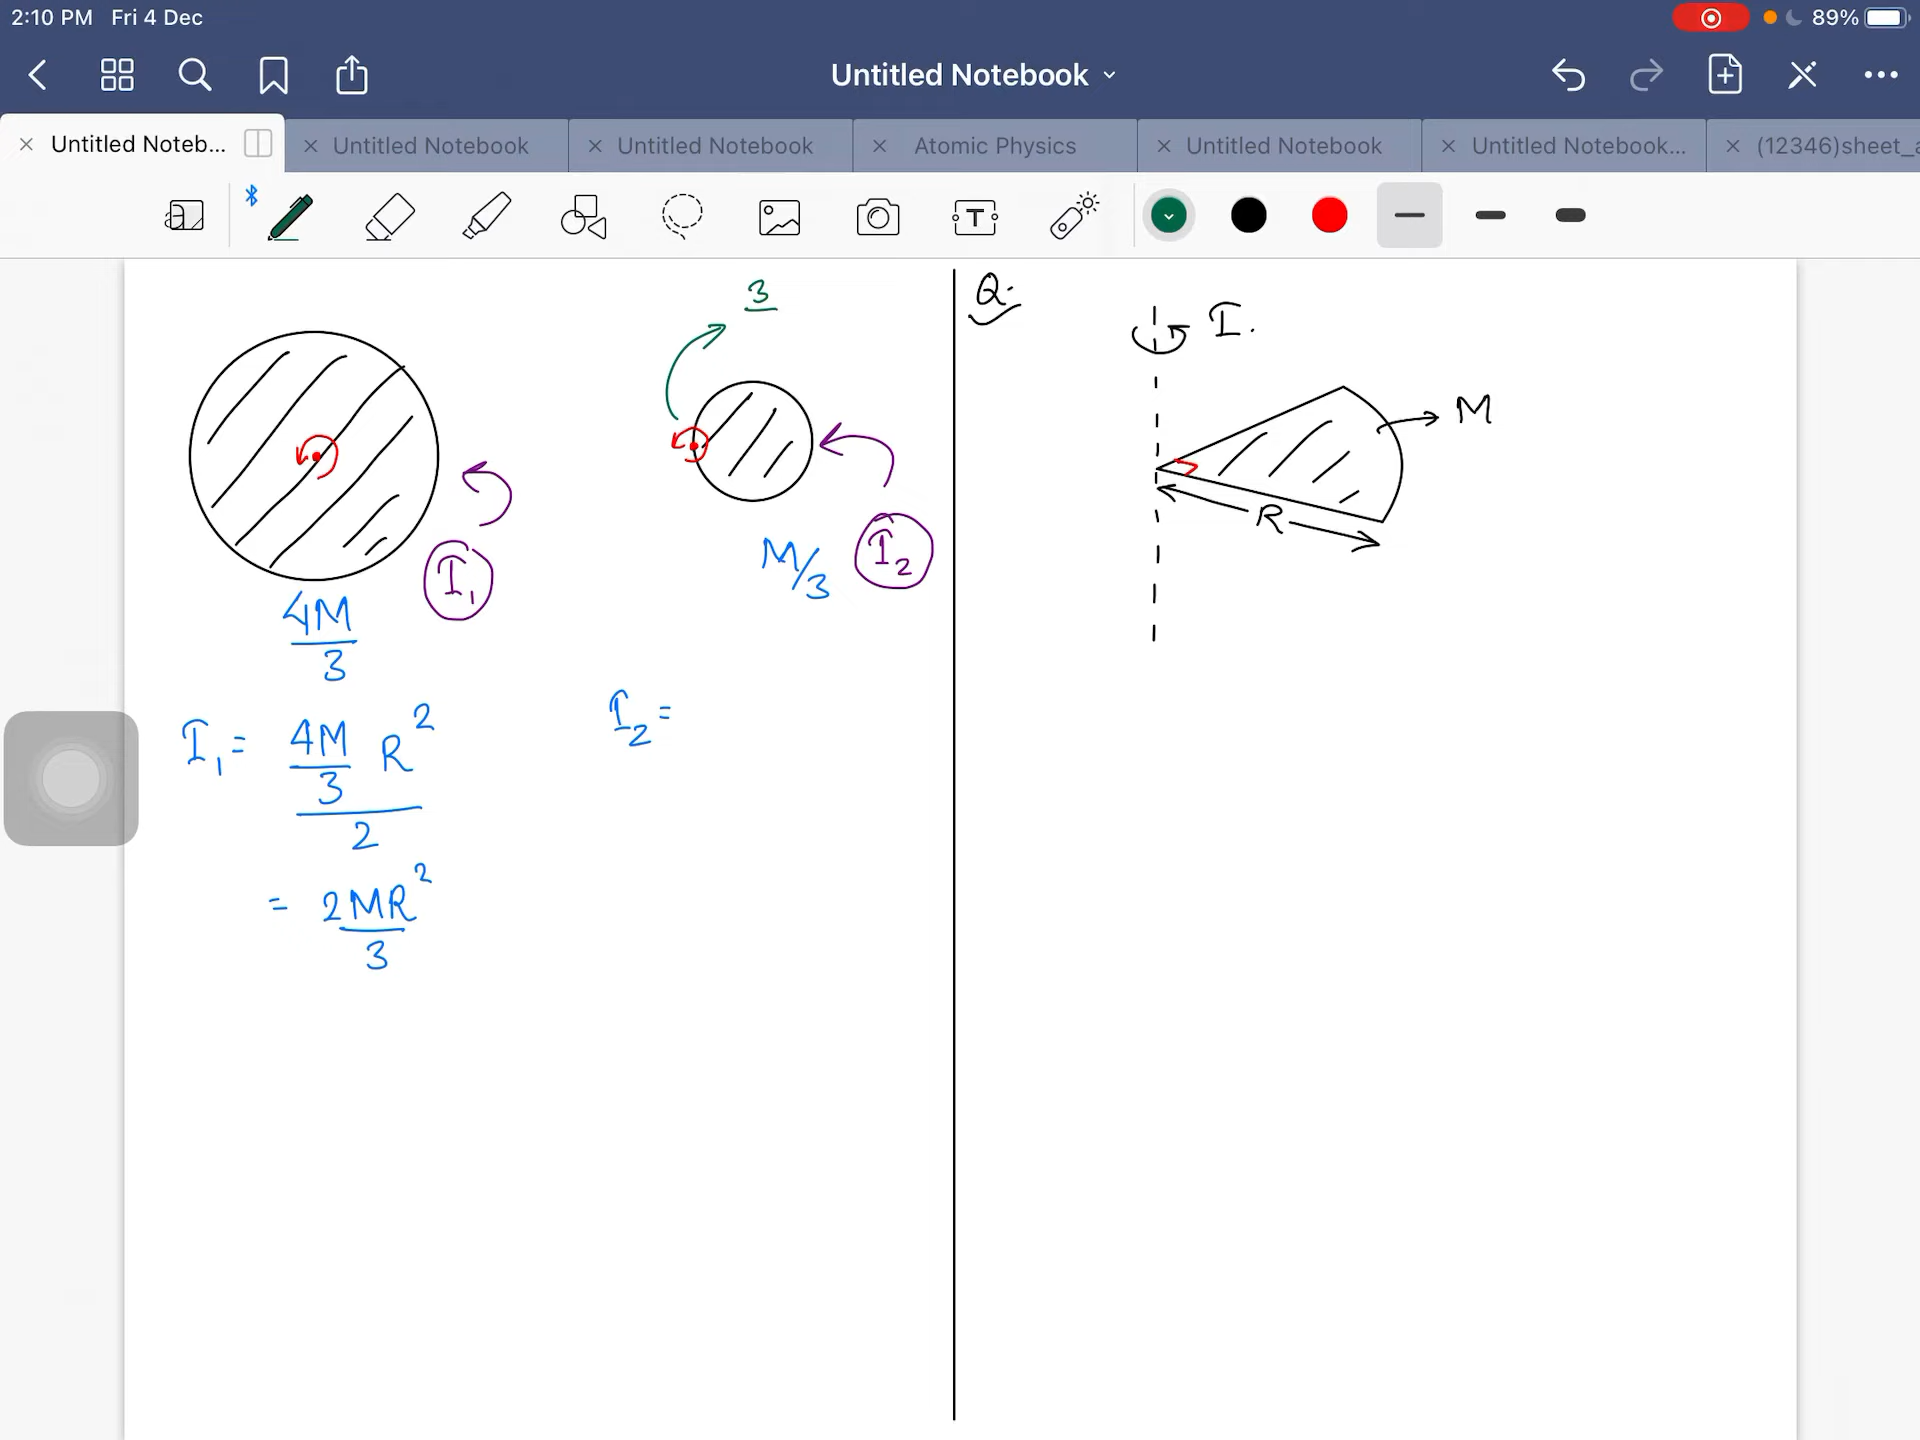 2:10 PM Fri 4 Dec
89%
Untitled Notebook
Untitled Noteb...
Untitled Notebook
Untitled Notebook
Atomic Physics
Untitled Notebook
Untitled Notebook...
(12346)sheet_a
a
T
3
I₁
4M/3
M/3
I₂
I₁ = (4M/3 R²)/2
= 2MR²/3
I₂ =
Q.
I.
M
R